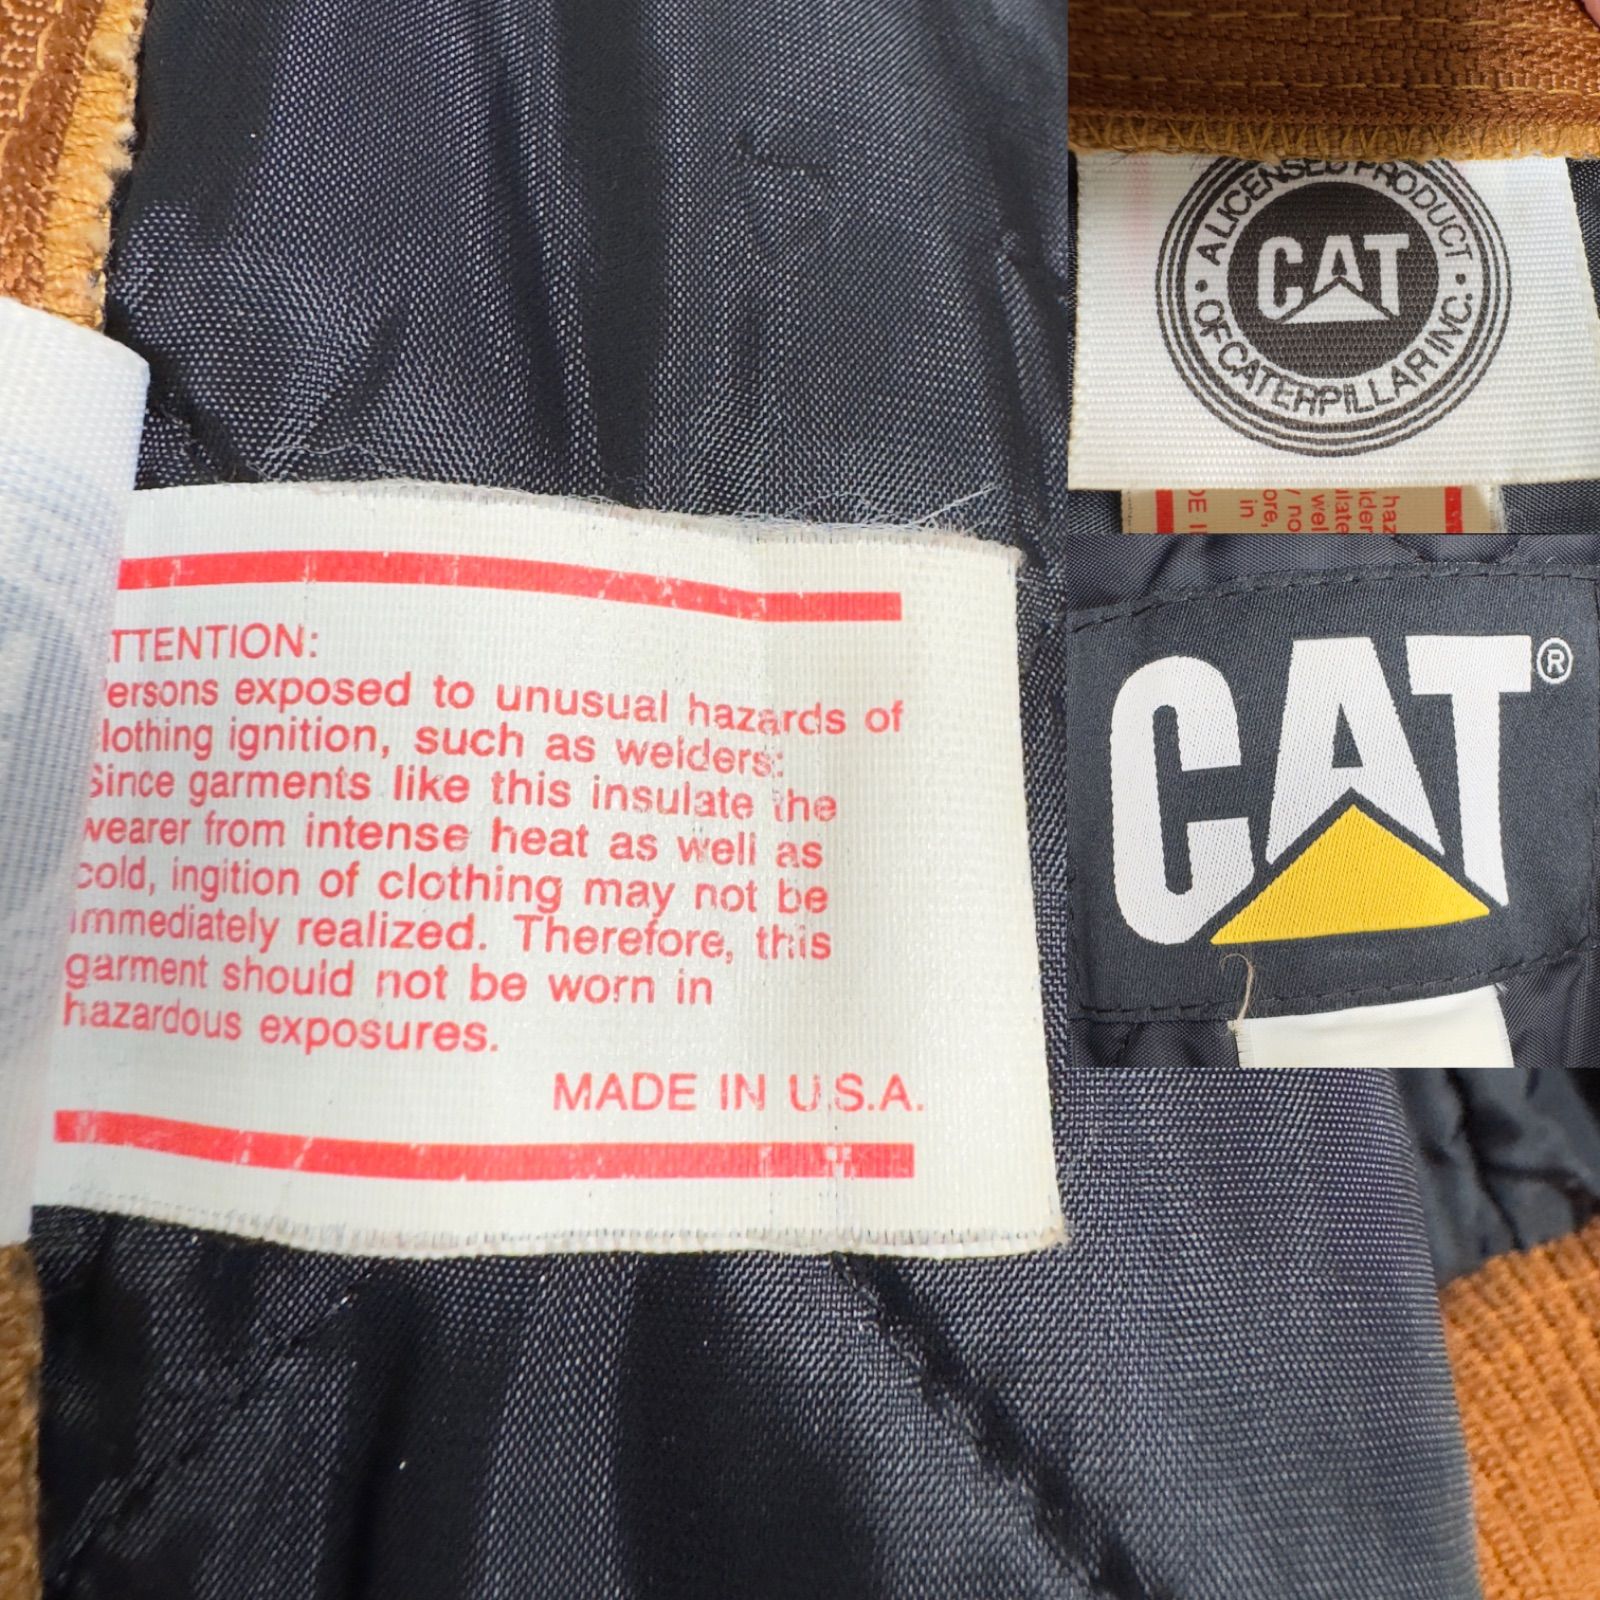 TTENTION:
ersons exposed to unusual hazards of
lothing ignition, such as welders:
Since garments like this insulate the
wearer from intense heat as well as
cold, ingition of clothing may not be
immediately realized. Therefore, this
garment should not be worn in
hazardous exposures.
MADE IN U.S.A.
A LICENSED PRODUCT
• OF CATERPILLAR INC. •
CAT
CAT®